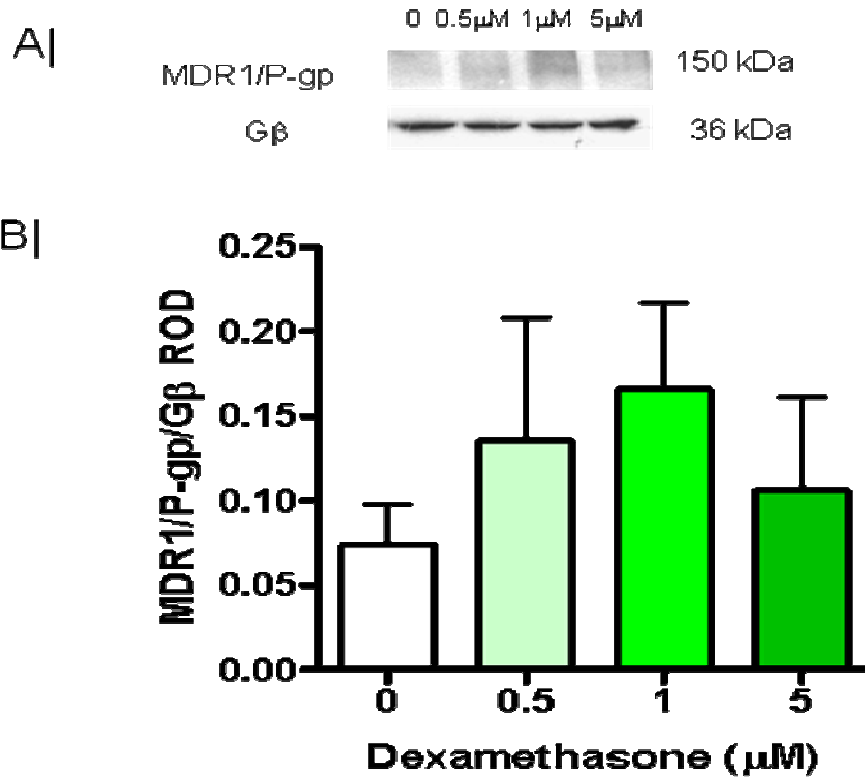 A|
0 0.5μM 1μM 5μM
MDR1/P-gp
150 kDa
Gβ
36 kDa
B|
MDR1/P-gp/Gβ ROD
0.25
0.20
0.15
0.10
0.05
0.00
0 0.5 1 5
Dexamethasone (μM)